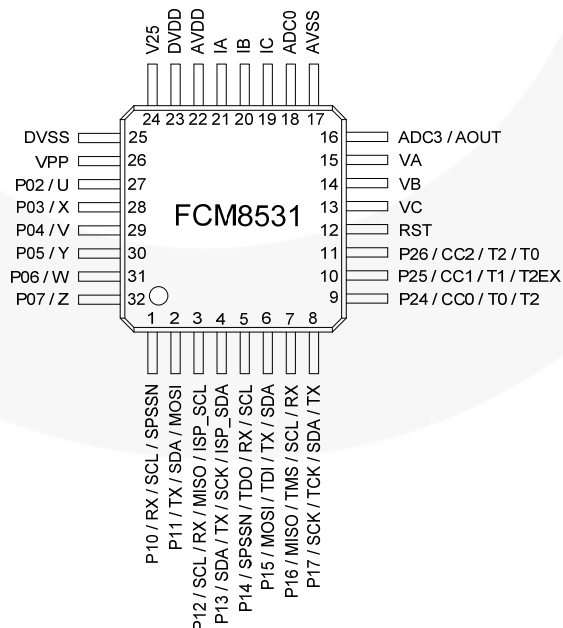 V25
DVDD
AVDD
IA
IB
IC
ADC0
AVSS
24 23 22 21 20 19 18 17
DVSS 25
VPP 26
P02 / U 27
P03 / X 28
P04 / V 29
P05 / Y 30
P06 / W 31
P07 / Z 32
FCM8531
16 ADC3 / AOUT
15 VA
14 VB
13 VC
12 RST
11 P26 / CC2 / T2 / T0
10 P25 / CC1 / T1 / T2EX
9 P24 / CC0 / T0 / T2
1 2 3 4 5 6 7 8
P10 / RX / SCL / SPSSN
P11 / TX / SDA / MOSI
P12 / SCL / RX / MISO / ISP_SCL
P13 / SDA / TX / SCK / ISP_SDA
P14 / SPSSN / TDO / RX / SCL
P15 / MOSI / TDI / TX / SDA
P16 / MISO / TMS / SCL / RX
P17 / SCK / TCK / SDA / TX